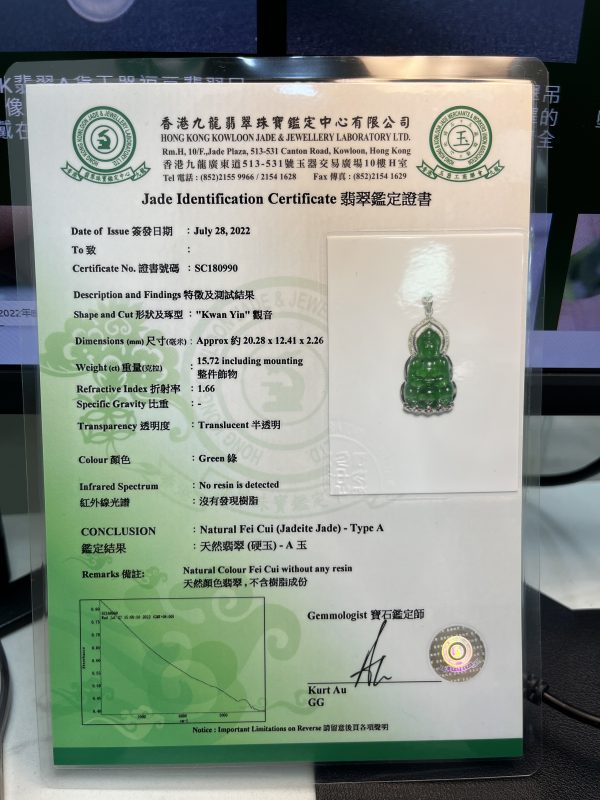 香港九龍翡翠珠寶鑑定中心有限公司
HONG KONG KOWLOON JADE & JEWELLERY LABORATORY LTD.
Rm.H, 10/F.,Jade Plaza, 513-531 Canton Road, Kowloon, Hong Kong
香港九龍廣東道513-531號玉器交易廣場10樓H室
Tel 電話 : (852)2155 9966 / 2154 1628 Fax 傳真 : (852)2154 1629
Jade Identification Certificate 翡翠鑑定證書
Date of Issue 簽發日期 : July 28, 2022
To 致 :
Certificate No. 證書號碼 : SC180990
Description and Findings 特徵及測試結果
Shape and Cut 形狀及琢型 : "Kwan Yin" 觀音
Dimensions (mm) 尺寸(毫米) : Approx 約 20.28 x 12.41 x 2.26
Weight (ct) 重量(克拉) : 15.72 including mounting
整件飾物
Refractive Index 折射率 : 1.66
Specific Gravity 比重 : -
Transparency 透明度 : Translucent 半透明
Colour 顏色 : Green 綠
Infrared Spectrum : No resin is detected
紅外線光譜 : 沒有發現樹脂
CONCLUSION : Natural Fei Cui (Jadeite Jade) - Type A
鑑定結果 : 天然翡翠 (硬玉) - A 玉
Remarks 備註: Natural Colour Fei Cui without any resin
天然顏色翡翠 , 不含樹脂成份
Gemmologist 寶石鑑定師
Kurt Au
GG
Notice : Important Limitations on Reverse 請留意後頁各項聲明